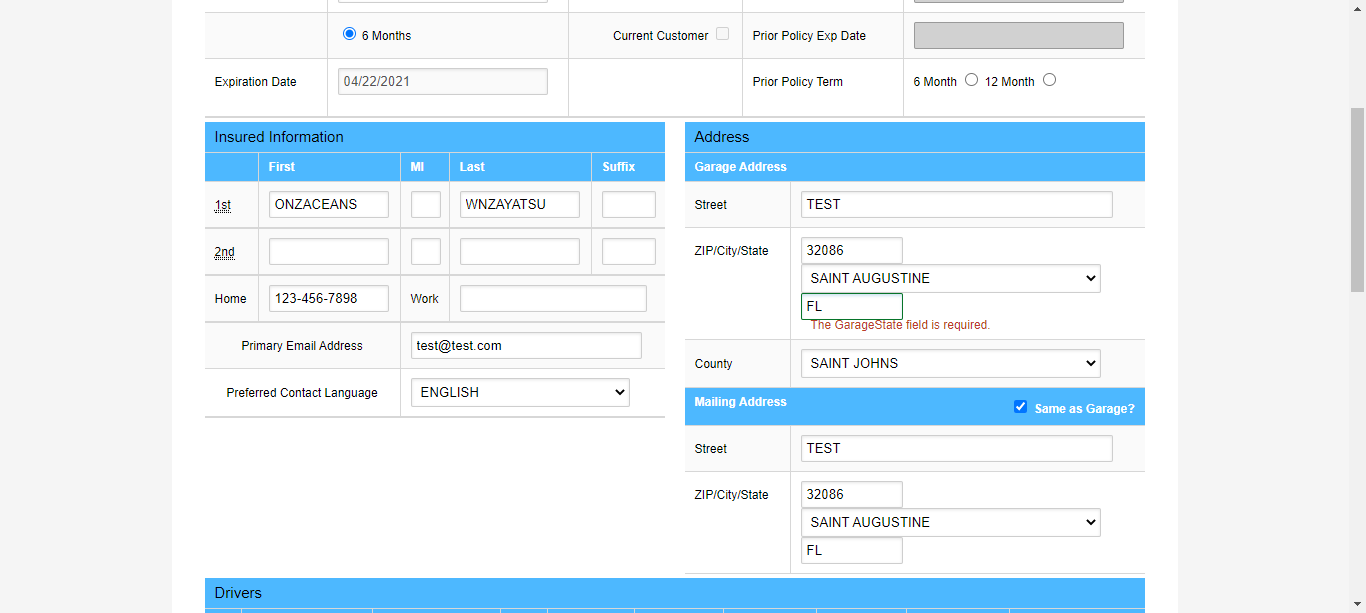 6 Months
Current Customer
Prior Policy Exp Date
Expiration Date
04/22/2021
Prior Policy Term
6 Month
12 Month
Insured Information
First
MI
Last
Suffix
1st
ONZACEANS
WNZAYATSU
2nd
Home
123-456-7898
Work
Primary Email Address
test@test.com
Preferred Contact Language
ENGLISH
Address
Garage Address
Street
TEST
ZIP/City/State
32086
SAINT AUGUSTINE
FL
The GarageState field is required.
County
SAINT JOHNS
Mailing Address
Same as Garage?
Street
TEST
ZIP/City/State
32086
SAINT AUGUSTINE
FL
Drivers